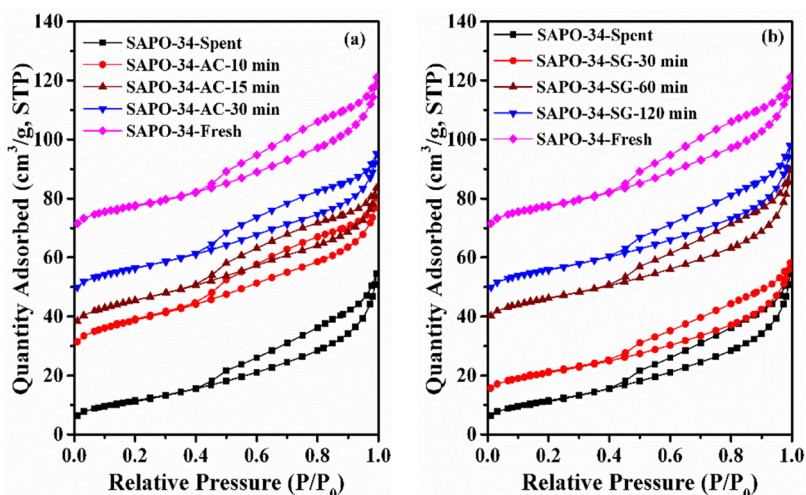 (a)
SAPO-34-Spent
SAPO-34-AC-10 min
SAPO-34-AC-15 min
SAPO-34-AC-30 min
SAPO-34-Fresh
Quantity Adsorbed (cm³/g, STP)
140
120
100
80
60
40
20
0
0.0 0.2 0.4 0.6 0.8 1.0
Relative Pressure (P/P₀)
(b)
SAPO-34-Spent
SAPO-34-SG-30 min
SAPO-34-SG-60 min
SAPO-34-SG-120 min
SAPO-34-Fresh
Quantity Adsorbed (cm³/g, STP)
140
120
100
80
60
40
20
0
0.0 0.2 0.4 0.6 0.8 1.0
Relative Pressure (P/P₀)